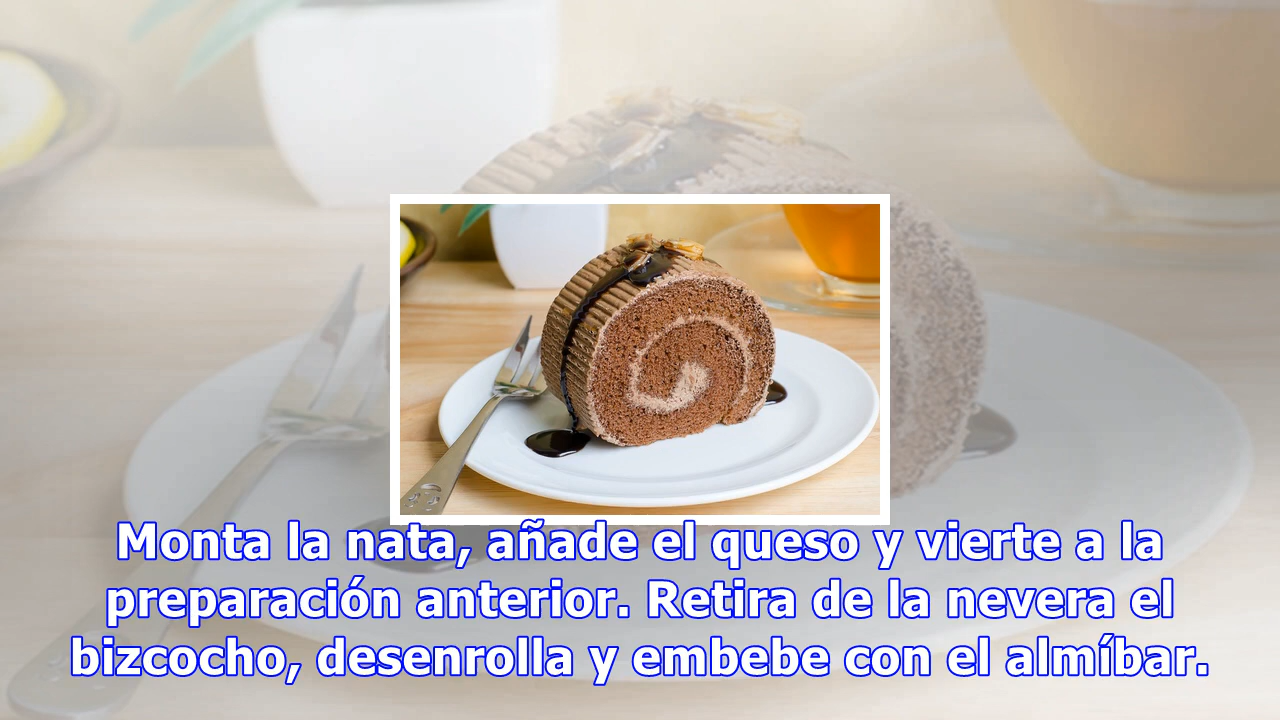 Monta la nata, añade el queso y vierte a la
preparación anterior. Retira de la nevera el
bizcocho, desenrolla y embebe con el almíbar.